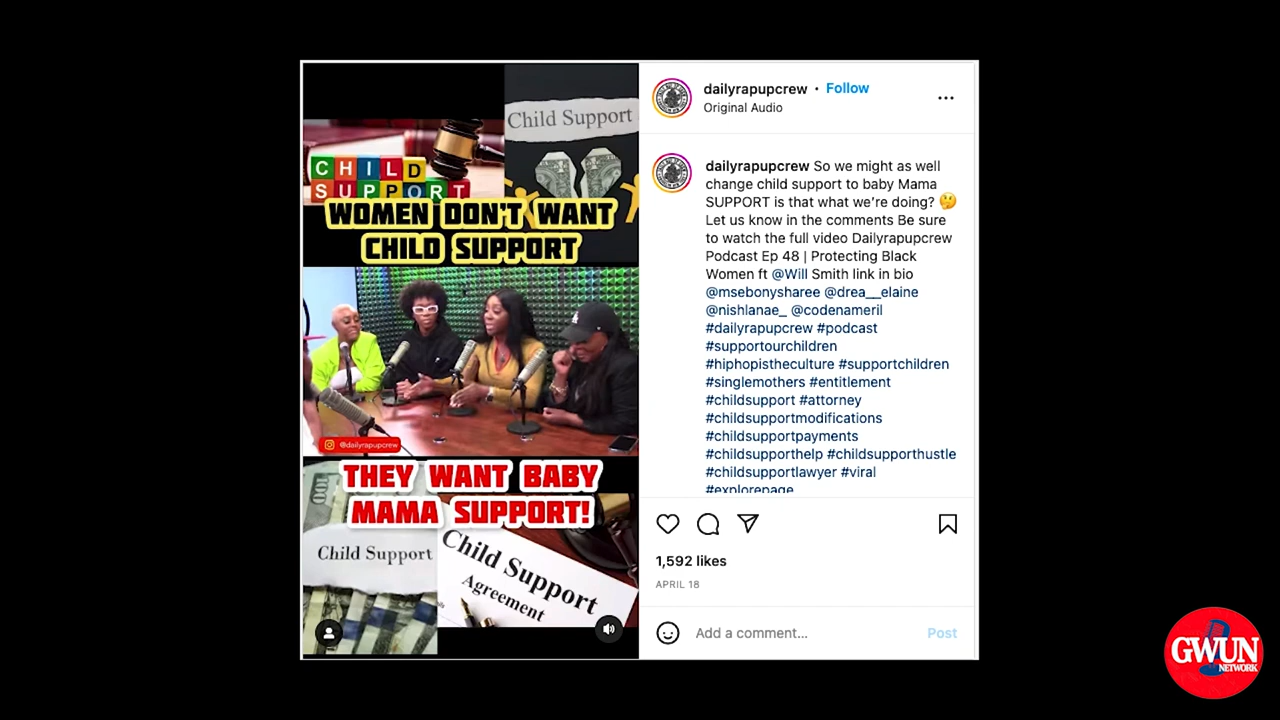 Child Support
CHILD
SUPPORT
WOMEN DON'T WANT
CHILD SUPPORT
@dailyrapupcrew
THEY WANT BABY
MAMA SUPPORT!
100
Child Support
Child Support
Agreement
dailyrapupcrew • Follow
Original Audio
dailyrapupcrew So we might as well
change child support to baby Mama
SUPPORT is that what we're doing? 🤔
Let us know in the comments Be sure
to watch the full video Dailyrapupcrew
Podcast Ep 48 | Protecting Black
Women ft @Will Smith link in bio
@msebonysharee @drea__elaine
@nishlanae_ @codenameril
#dailyrapupcrew #podcast
#supportourchildren
#hiphopistheculture #supportchildren
#singlemothers #entitlement
#childsupport #attorney
#childsupportmodifications
#childsupportpayments
#childsupporthelp #childsupporthustle
#childsupportlawyer #viral
#explorepage
1,592 likes
APRIL 18
Add a comment...
Post
GWUN
NETWORK